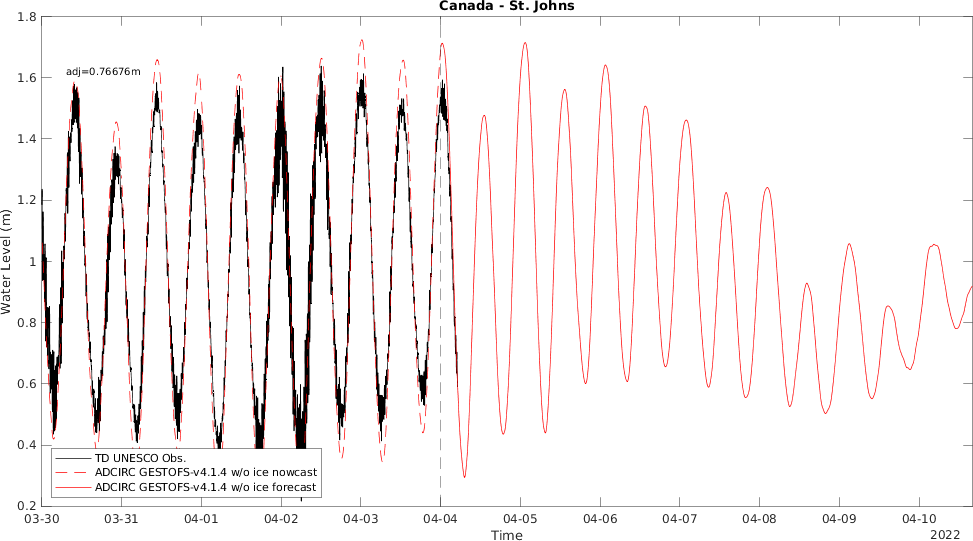 Canada - St. Johns
1.8
1.6
1.4
1.2
1
0.8
0.6
0.4
0.2
Water Level (m)
adj=0.76676m
TD UNESCO Obs.
ADCIRC GESTOFS-v4.1.4 w/o ice nowcast
ADCIRC GESTOFS-v4.1.4 w/o ice forecast
03-30 03-31 04-01 04-02 04-03 04-04 04-05 04-06 04-07 04-08 04-09 04-10
2022
Time